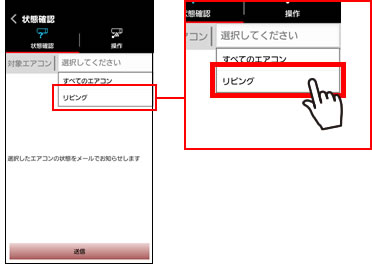 状態確認
状態確認 操作
対象エアコン 選択してください
すべてのエアコン
リビング
選択したエアコンの状態をメールでお知らせします
送信
状態確認 操作
コン 選択してください
すべてのエアコン
リビング